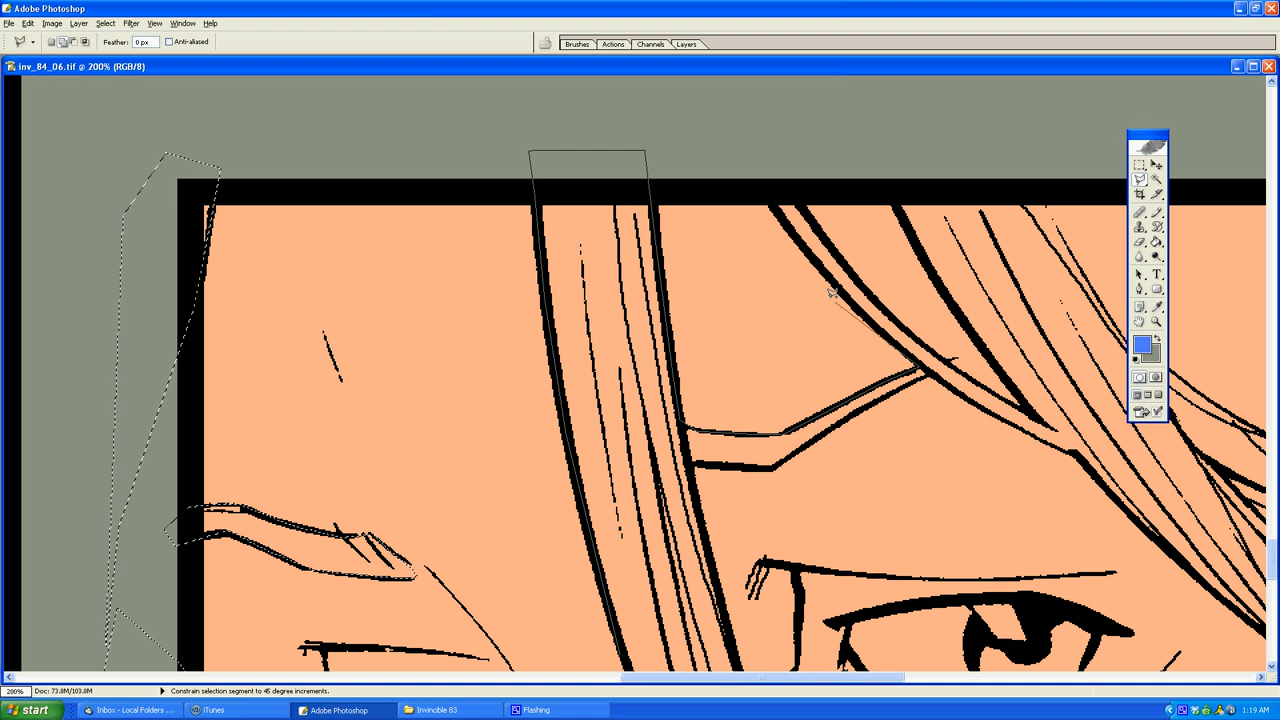 Adobe Photoshop
File Edit Image Layer Select Filter View Window Help
Feather: 0 px Anti-aliased Brushes Actions Channels Layers
inv_84_06.tif @ 200% (RGB/8)
T
200% Doc: 73.8M/103.8M Constrain selection segment to 45 degree increments.
start Inbox - Local Folders ... iTunes Adobe Photoshop Invincible 83 Flashing 1:19 AM